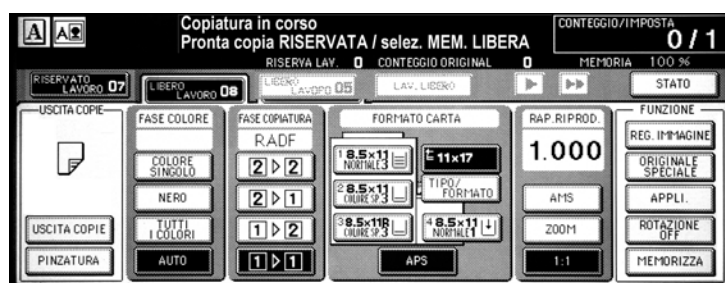 A A
Copiatura in corso
Pronta copia RISERVATA / selez. MEM. LIBERA
CONTEGGIO/IMPOSTA
0 / 1
RISERVA LAV. 0 CONTEGGIO ORIGINAL 0 MEMORIA 100 %
RISERVATO
LAVORO 07
LIBERO
LAVORO 08
LIBERO
LAVORO 05
LAV. LIBERO
STATO
USCITA COPIE
USCITA COPIE
PINZATURA
FASE COLORE
COLORE
SINGOLO
NERO
TUTTI
I COLORI
AUTO
FASE COPIATURA
RADF
2 ▷ 2
2 ▷ 1
1 ▷ 2
1 ▷ 1
FORMATO CARTA
1 8.5×11
NORMALE 3
2 8.5×11
COLORE SP. 3
3 8.5×11R
COLORE SP. 3
11×17
TIPO/
FORMATO
4 8.5×11
NORMALE 1
APS
RAP.RIPROD.
1.000
AMS
ZOOM
1:1
FUNZIONE
REG. IMMAGINE
ORIGINALE
SPECIALE
APPLI.
ROTAZIONE
OFF
MEMORIZZA